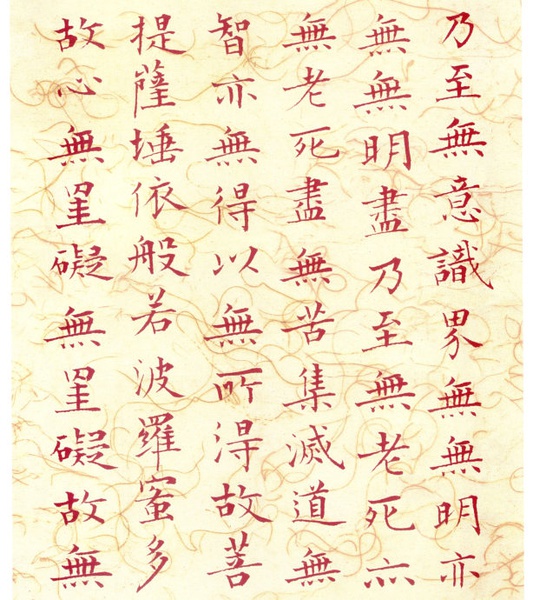 乃至無意識界無無明亦
無無明盡乃至無老死亦
無老死盡無苦集滅道無
智亦無得以無所得故菩
提薩埵依般若波羅蜜多
故心無罣礙無罣礙故無